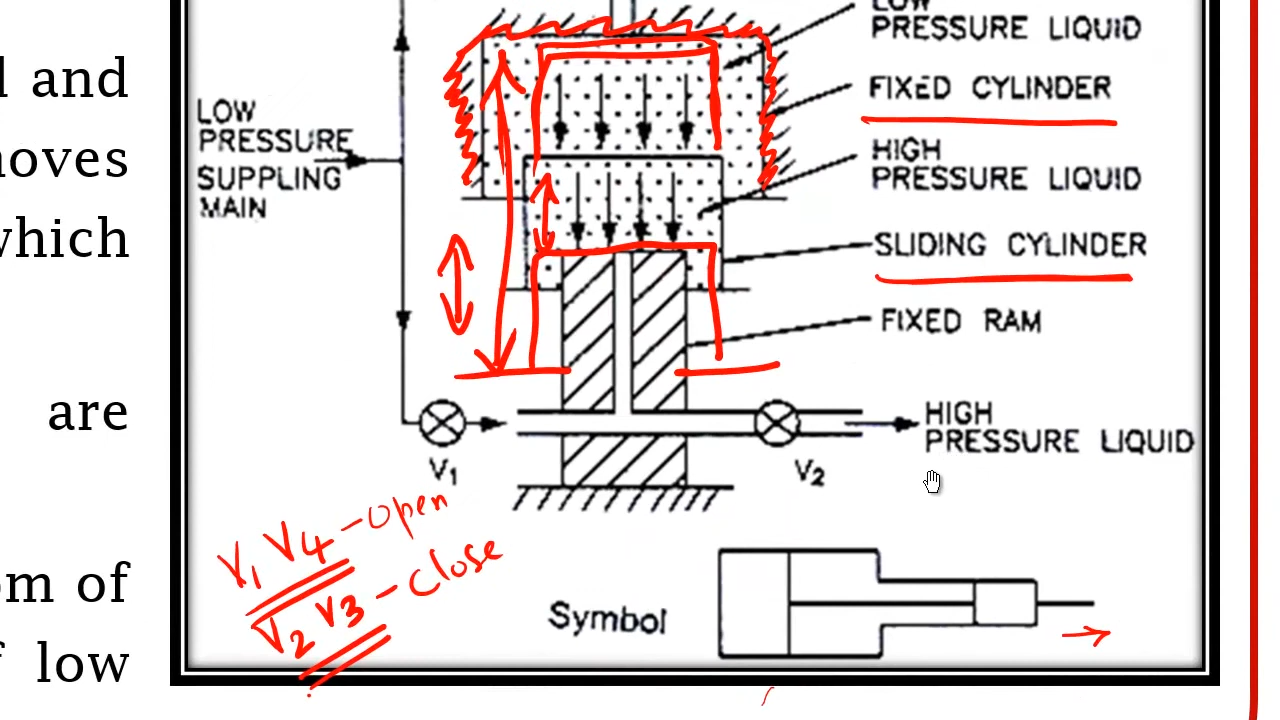 l and
noves
which
are
om of
f low
LOW
PRESSURE LIQUID
FIXED CYLINDER
LOW
PRESSURE
SUPPLING
MAIN
HIGH
PRESSURE LIQUID
SLIDING CYLINDER
FIXED RAM
HIGH
PRESSURE LIQUID
V1
V2
V1 V4 - Open
V2 V3 - Close
Symbol